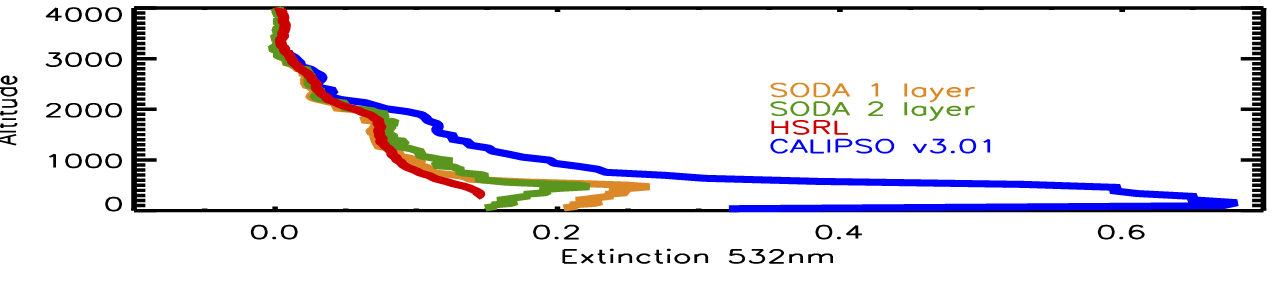 4000
3000
2000
1000
0
Altitude
SODA 1 layer
SODA 2 layer
HSRL
CALIPSO v3.01
0.0 0.2 0.4 0.6
Extinction 532nm